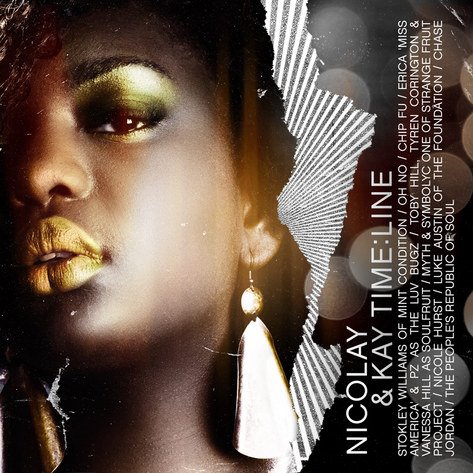 NICOLAY
& KAY TIME:LINE
STOKLEY WILLIAMS OF MINT CONDITION / OH NO / CHIP FU / ERICA 'MISS
AMERICA & PZ AS THE LUV BUGZ / TOBY HILL, TYREN CORINGTON &
VANESSA HILL AS SOULFRUIT / MYTH & SYMBOLYC ONE OF STRANGE FRUIT
PROJECT / NICOLE HURST / LUKE AUSTIN OF THE FOUNDATION / CHASE
JORDAN / THE PEOPLE'S REPUBLIC OF SOUL